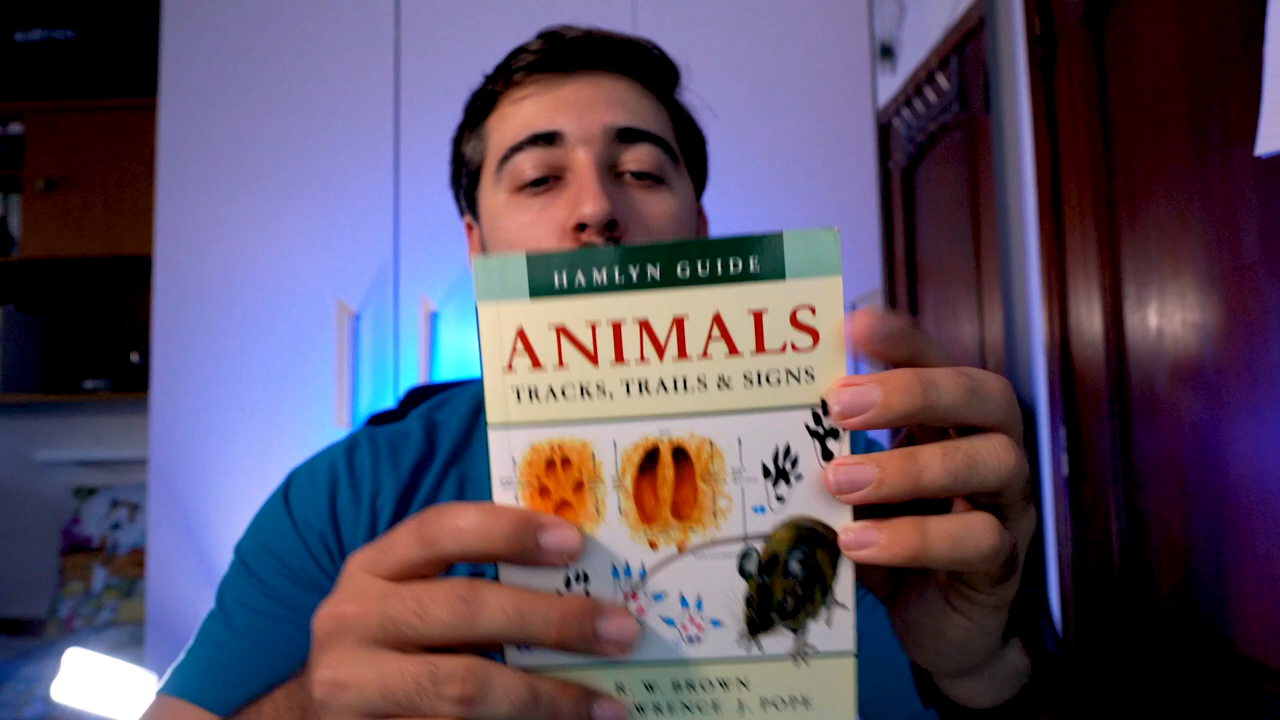 HAMLYN GUIDE
ANIMALS
TRACKS, TRAILS & SIGNS
R. W. BROWN
J. POPE